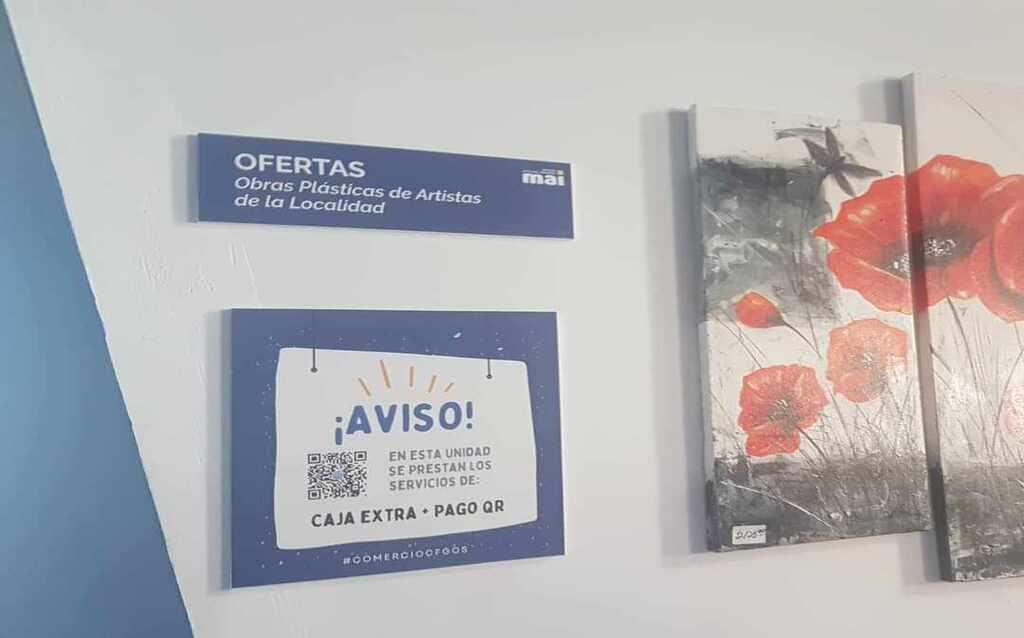 OFERTAS
Obras Plásticas de Artistas
de la Localidad
mai
¡AVISO!
EN ESTA UNIDAD
SE PRESTAN LOS
SERVICIOS DE:
CAJA EXTRA + PAGO QR
#COMERCIOCFGOS